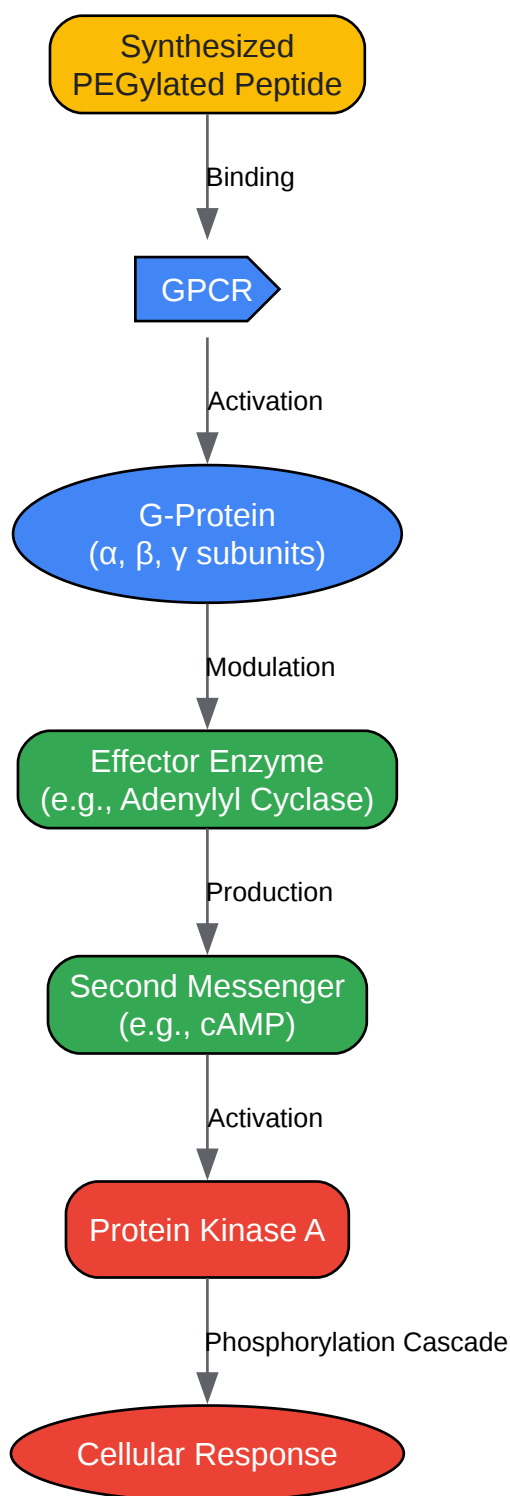 Synthesized
PEGylated Peptide
Binding
GPCR
Activation
G-Protein
(α, β, γ subunits)
Modulation
Effector Enzyme
(e.g., Adenylyl Cyclase)
Production
Second Messenger
(e.g., cAMP)
Activation
Protein Kinase A
Phosphorylation Cascade
Cellular Response